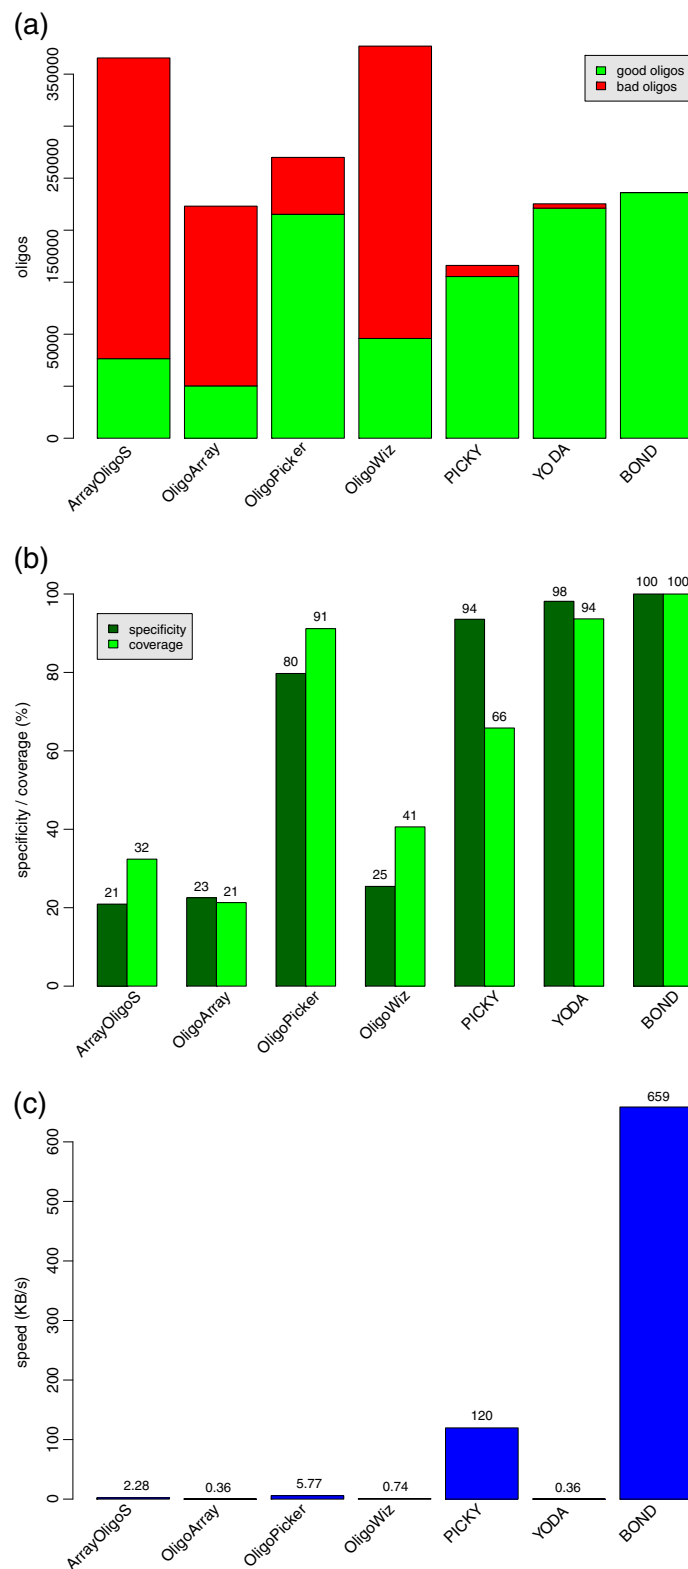 (a)
350000
250000
150000
50000
0
oligos
good oligos
bad oligos
ArrayOligoS
OligoArray
OligoPicker
OligoWiz
PICKY
YODA
BOND
(b)
100
80
60
40
20
0
specificity / coverage (%)
specificity
coverage
21
32
23
21
80
91
25
41
94
66
98
94
100
100
ArrayOligoS
OligoArray
OligoPicker
OligoWiz
PICKY
YODA
BOND
(c)
600
500
400
300
200
100
0
speed (KB/s)
2.28
0.36
5.77
0.74
120
0.36
659
ArrayOligoS
OligoArray
OligoPicker
OligoWiz
PICKY
YODA
BOND